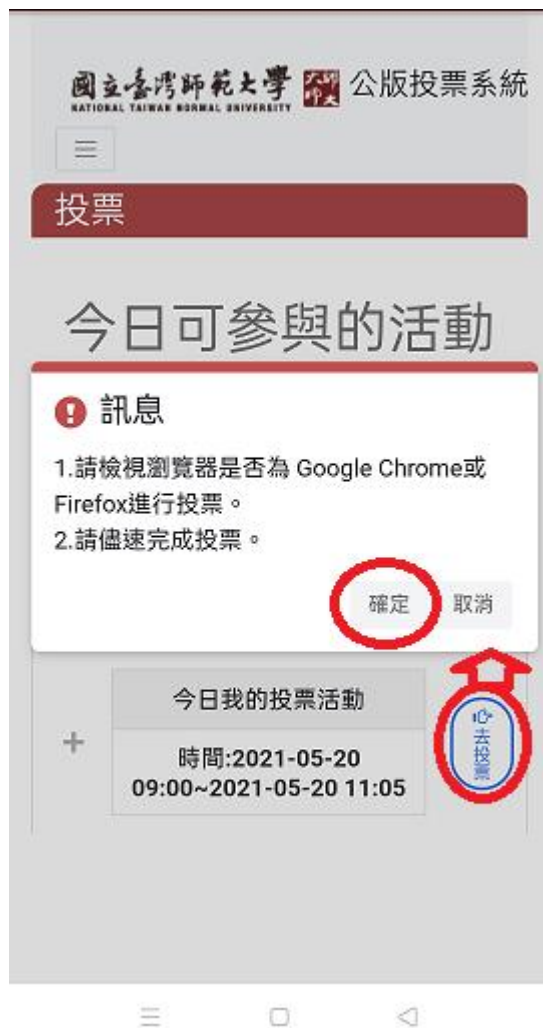 國立臺灣師範大學 師大 公版投票系統
NATIONAL TAIWAN NORMAL UNIVERSITY
投票
今日可參與的活動
訊息
1.請檢視瀏覽器是否為 Google Chrome或
Firefox進行投票。
2.請儘速完成投票。
確定 取消
今日我的投票活動
去投票
時間:2021-05-20
09:00~2021-05-20 11:05